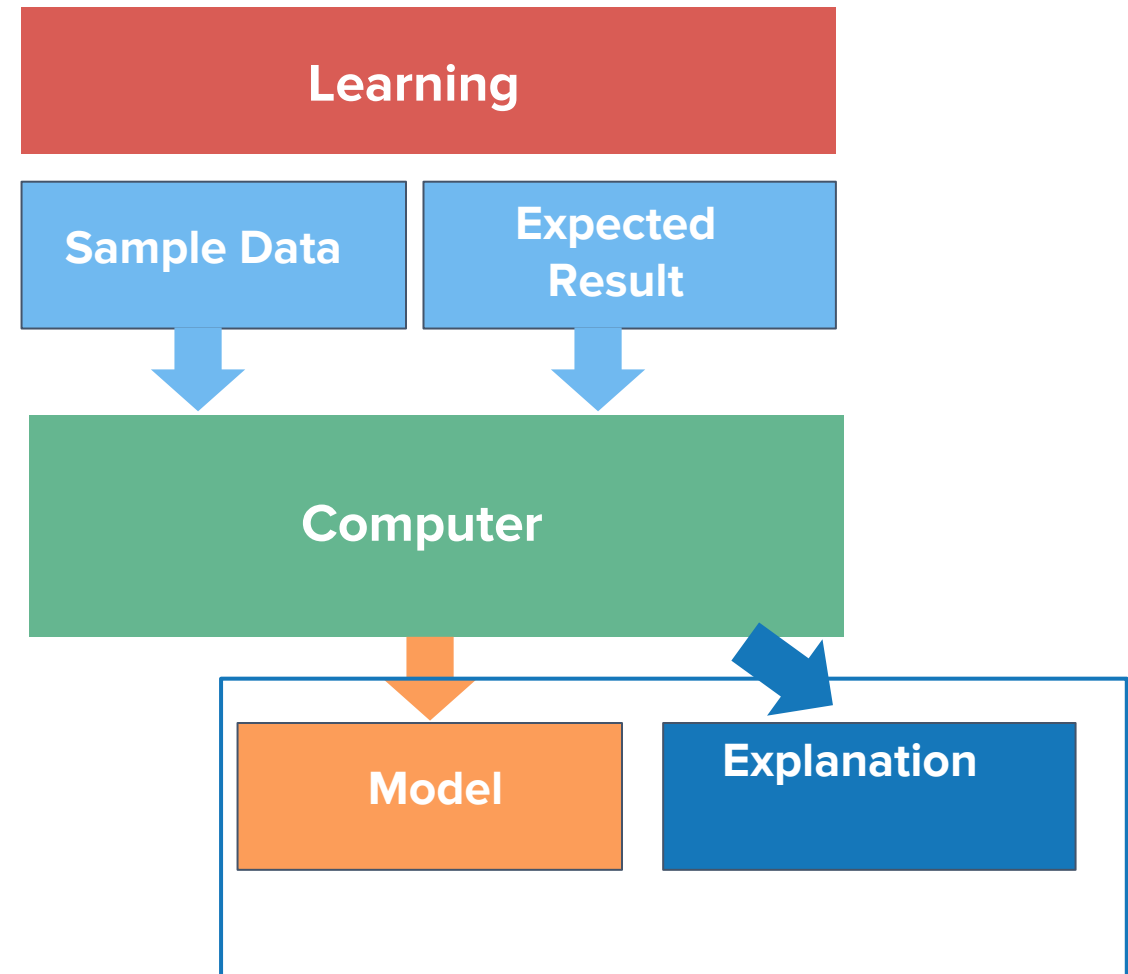 Learning
Sample Data
Expected
Result
Computer
Model
Explanation